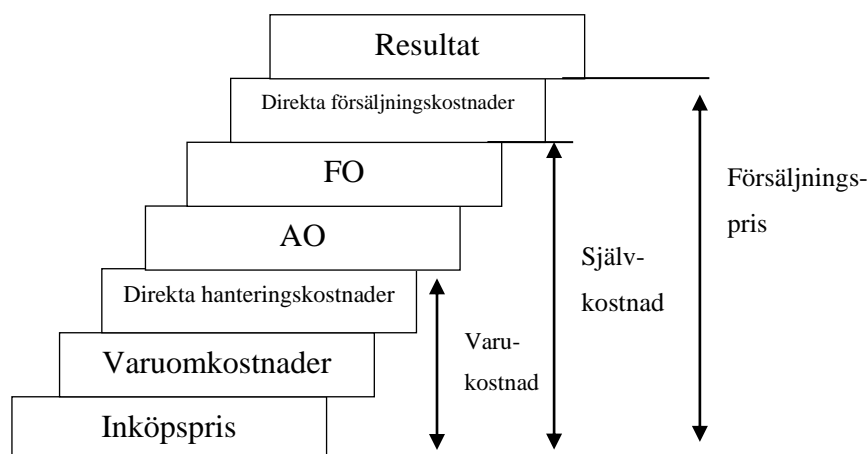 Resultat
Direkta försäljningskostnader
FO
AO
Direkta hanteringskostnader
Varuomkostnader
Inköpspris
Varu-
kostnad
Själv-
kostnad
Försäljnings-
pris